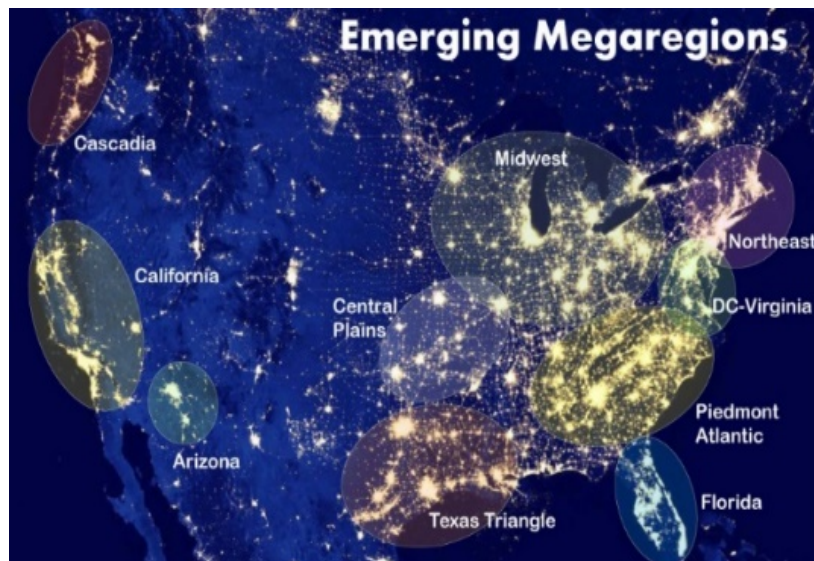 Emerging Megaregions
Cascadia
Midwest
Northeast
California
Central
Plains
DC-Virginia
Piedmont
Atlantic
Arizona
Florida
Texas Triangle